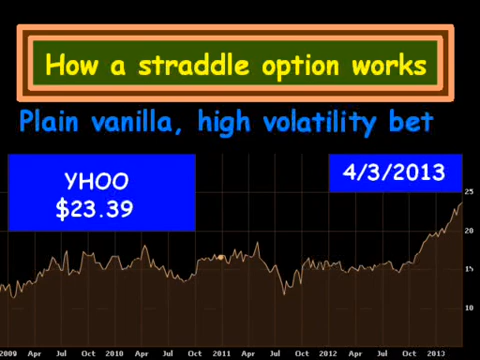 How a straddle option works
Plain vanilla, high volatility bet
YHOO
$23.39
4/3/2013
25
20
15
10
2009 Apr Jul Oct 2010 Apr Jul Oct 2011 Apr Jul Oct 2012 Apr Jul Oct 2013